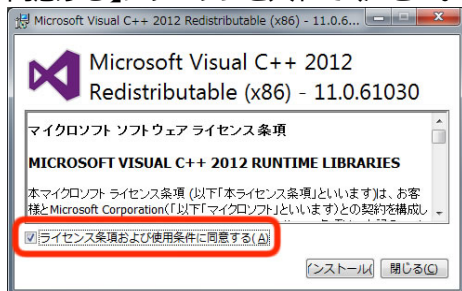 Microsoft Visual C++ 2012 Redistributable (x86) - 11.0.6...
Microsoft Visual C++ 2012
Redistributable (x86) - 11.0.61030
マイクロソフト ソフトウェア ライセンス条項
MICROSOFT VISUAL C++ 2012 RUNTIME LIBRARIES
本マイクロソフト ライセンス条項 (以下「本ライセンス条項」といいます)は、お客
様とMicrosoft Corporation(「以下「マイクロソフト」といいます)との契約を構成し
ライセンス条項および使用条件に同意する(A)
インストール( 閉じる(C)